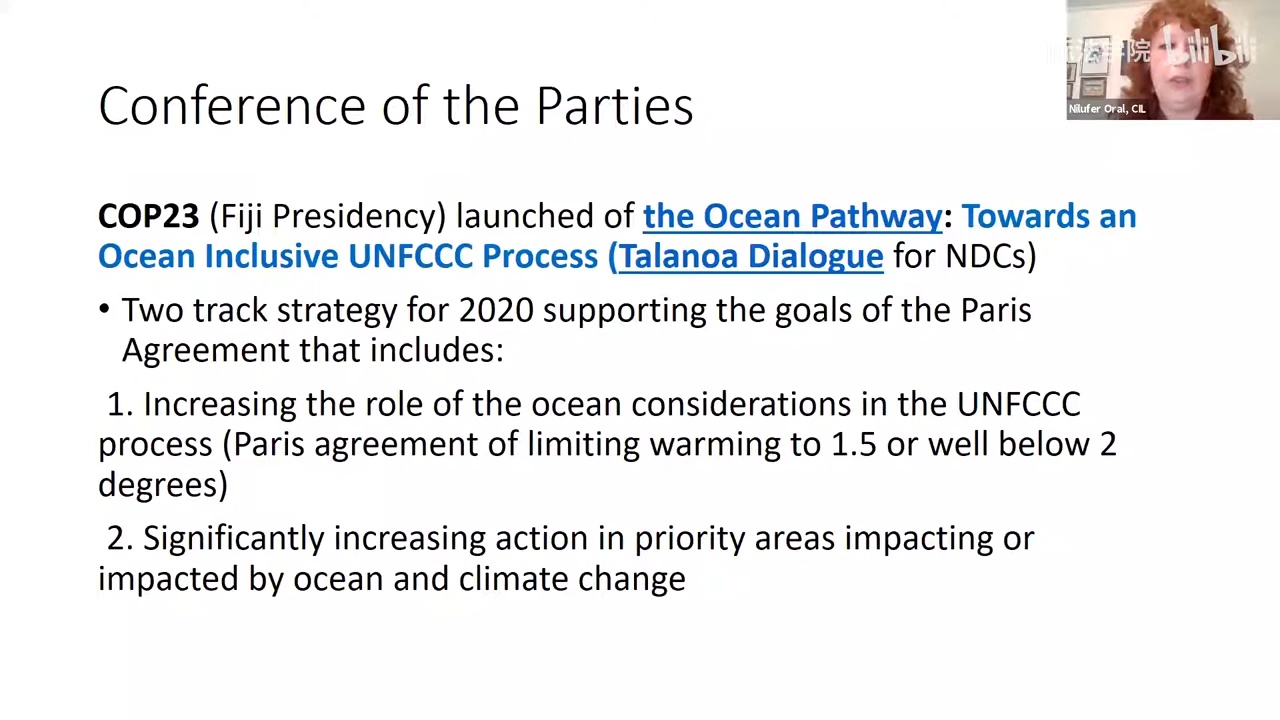 Conference of the Parties
法学院 bilibili
Nilufer Oral, CIL
COP23 (Fiji Presidency) launched of the Ocean Pathway: Towards an
Ocean Inclusive UNFCCC Process (Talanoa Dialogue for NDCs)
• Two track strategy for 2020 supporting the goals of the Paris
Agreement that includes:
1. Increasing the role of the ocean considerations in the UNFCCC
process (Paris agreement of limiting warming to 1.5 or well below 2
degrees)
2. Significantly increasing action in priority areas impacting or
impacted by ocean and climate change